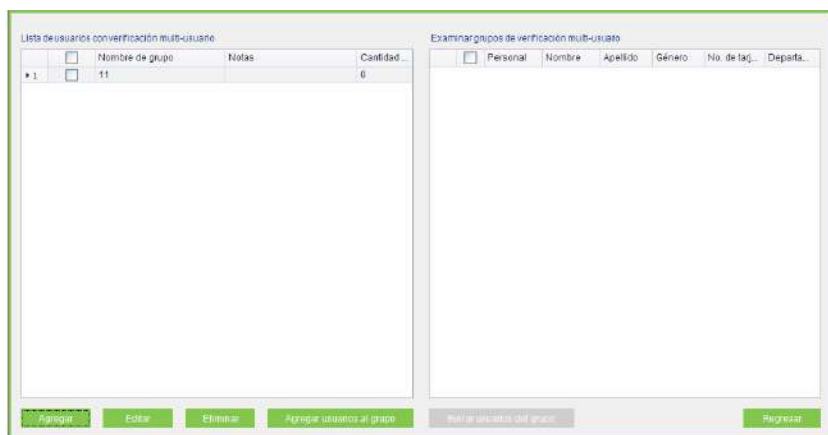 Lista de usuarios con verificación multi-usuario
Nombre de grupo Notas Cantidad ...
1 11 0
Agregar Editar Eliminar Agregar usuarios al grupo
Examinar grupos de verificación multi-usuario
Personal Nombre Apellido Género No. de tarj... Departa...
Borrar usuarios del grupo Regresar